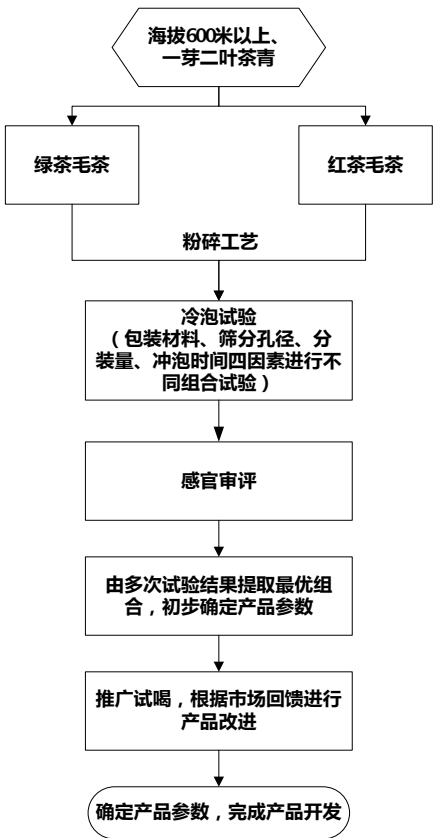 海拔600米以上、
一芽二叶茶青
绿茶毛茶
红茶毛茶
粉碎工艺
冷泡试验
（包装材料、筛分孔径、分
装量、冲泡时间四因素进行不
同组合试验）
感官审评
由多次试验结果提取最优组
合，初步确定产品参数
推广试喝，根据市场回馈进行
产品改进
确定产品参数，完成产品开发